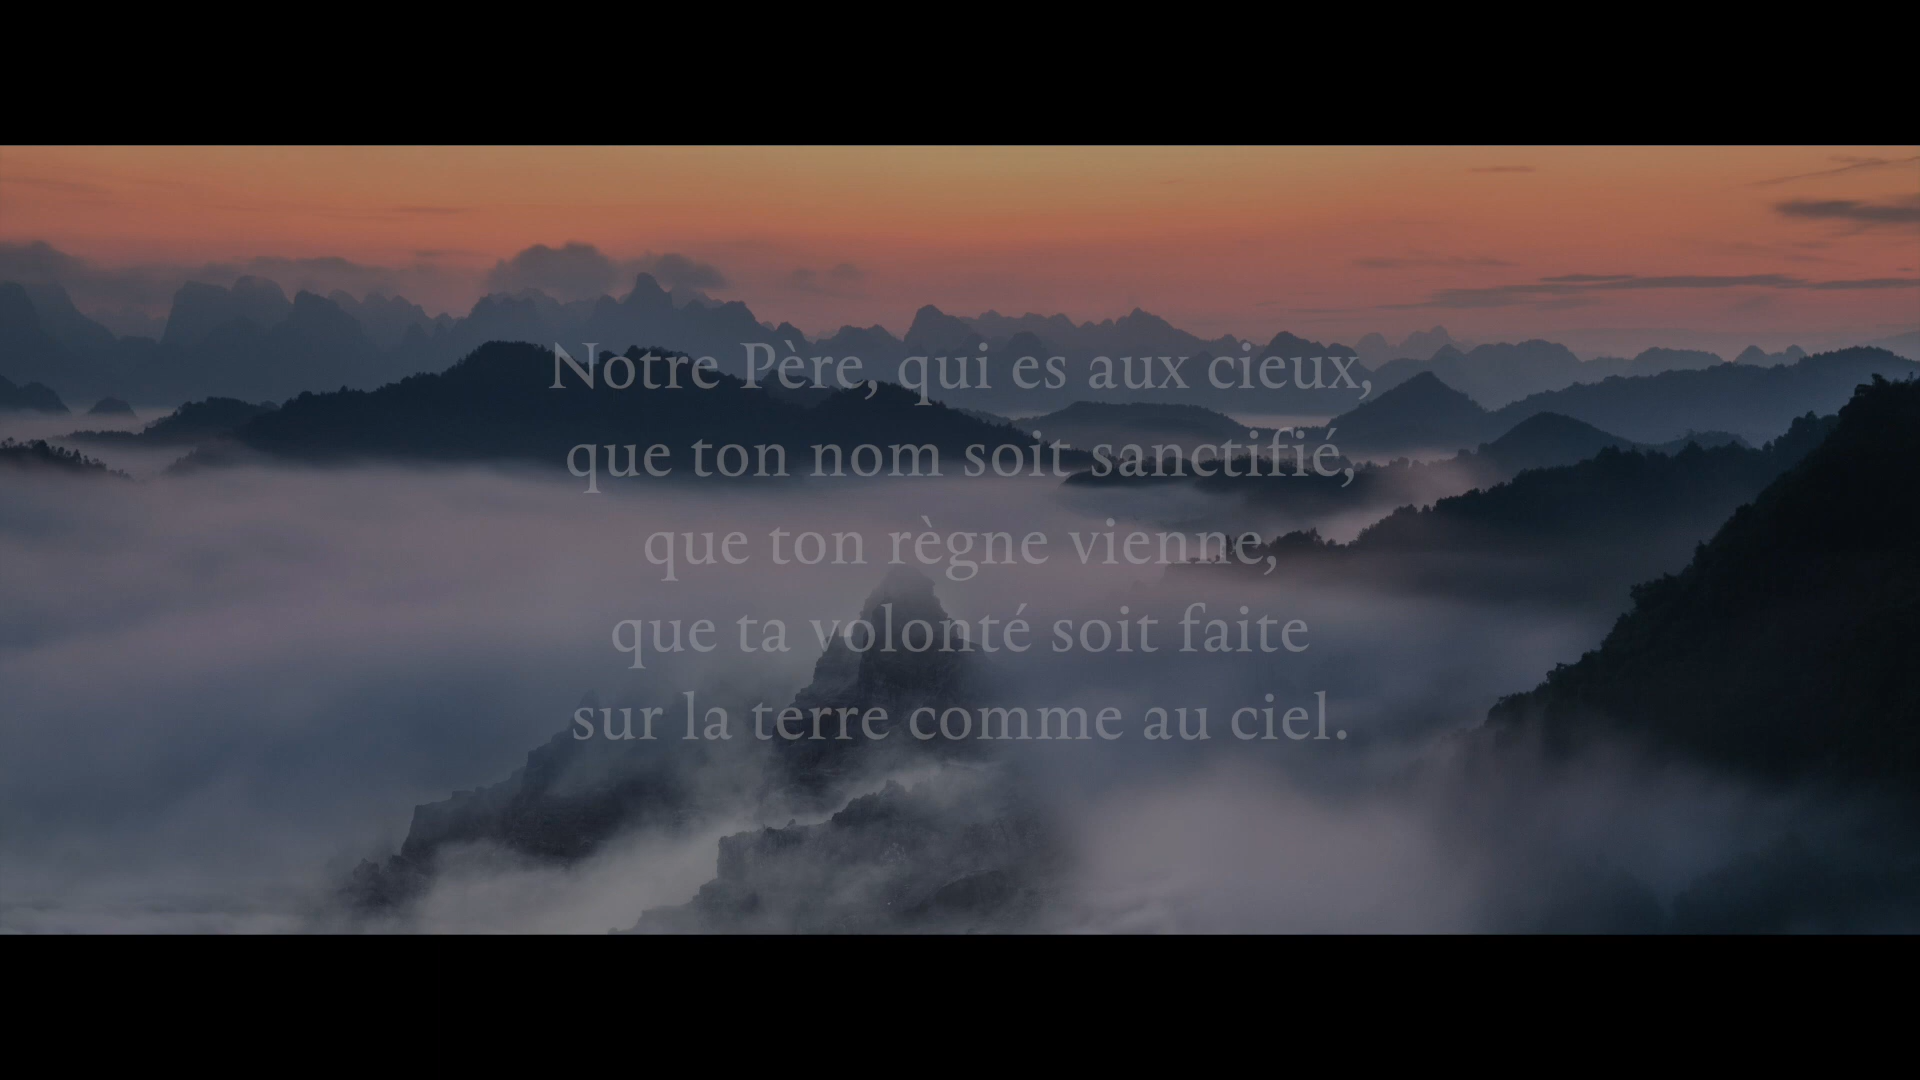 Notre Père, qui es aux cieux,
que ton nom soit sanctifié,
que ton règne vienne,
que ta volonté soit faite
sur la terre comme au ciel.